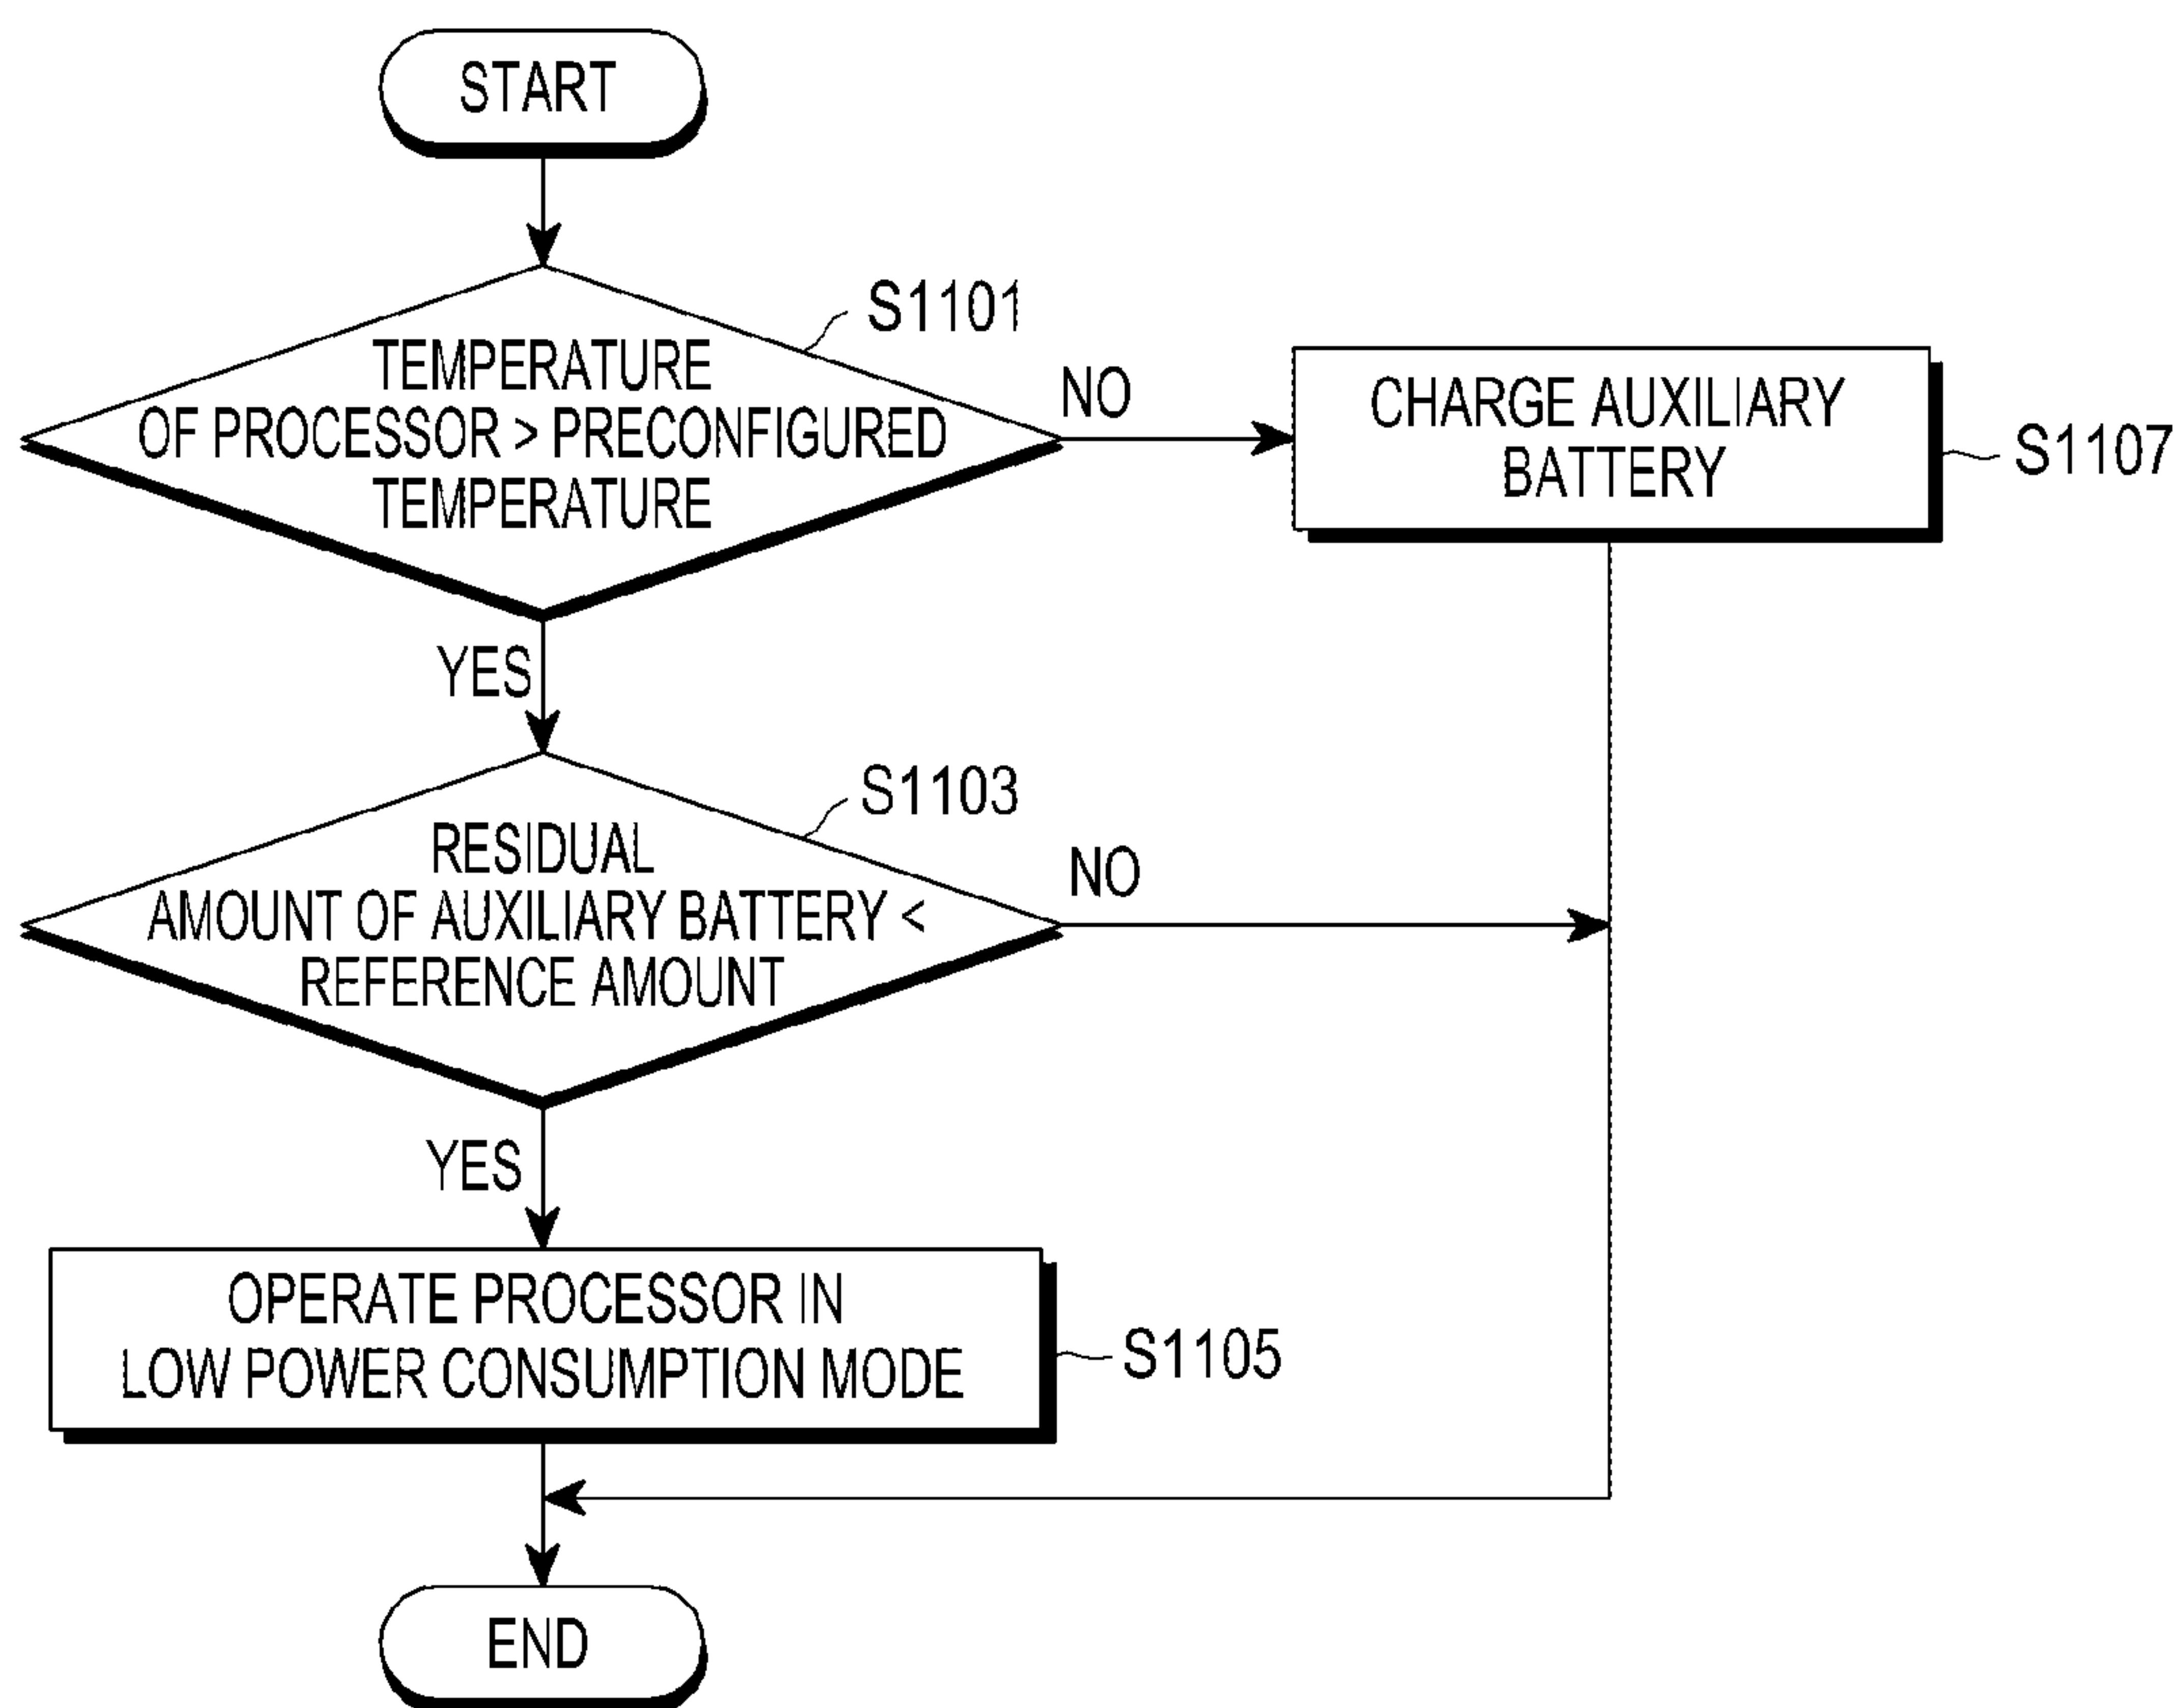 START
S1101
TEMPERATURE
OF PROCESSOR > PRECONFIGURED
TEMPERATURE
NO
CHARGE AUXILIARY
BATTERY
S1107
YES
S1103
RESIDUAL
AMOUNT OF AUXILIARY BATTERY <
REFERENCE AMOUNT
NO
YES
OPERATE PROCESSOR IN
LOW POWER CONSUMPTION MODE
S1105
END